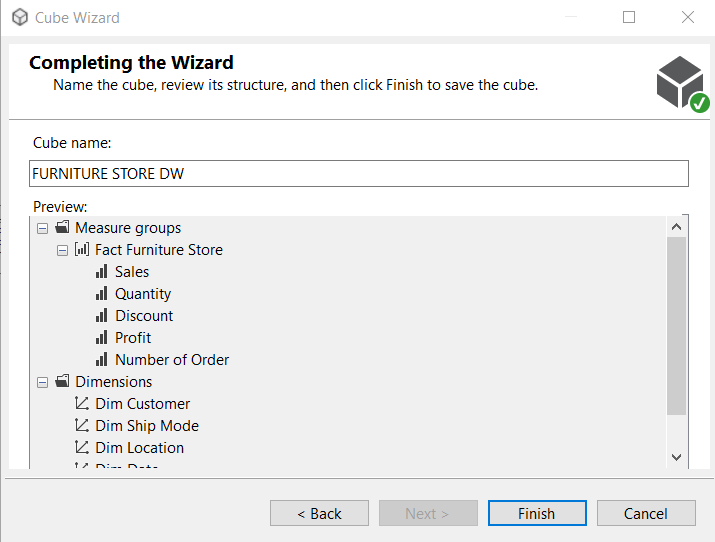 Cube Wizard
Completing the Wizard
Name the cube, review its structure, and then click Finish to save the cube.
Cube name:
FURNITURE STORE DW
Preview:
Measure groups
Fact Furniture Store
Sales
Quantity
Discount
Profit
Number of Order
Dimensions
Dim Customer
Dim Ship Mode
Dim Location
Dim Date
< Back
Next >
Finish
Cancel